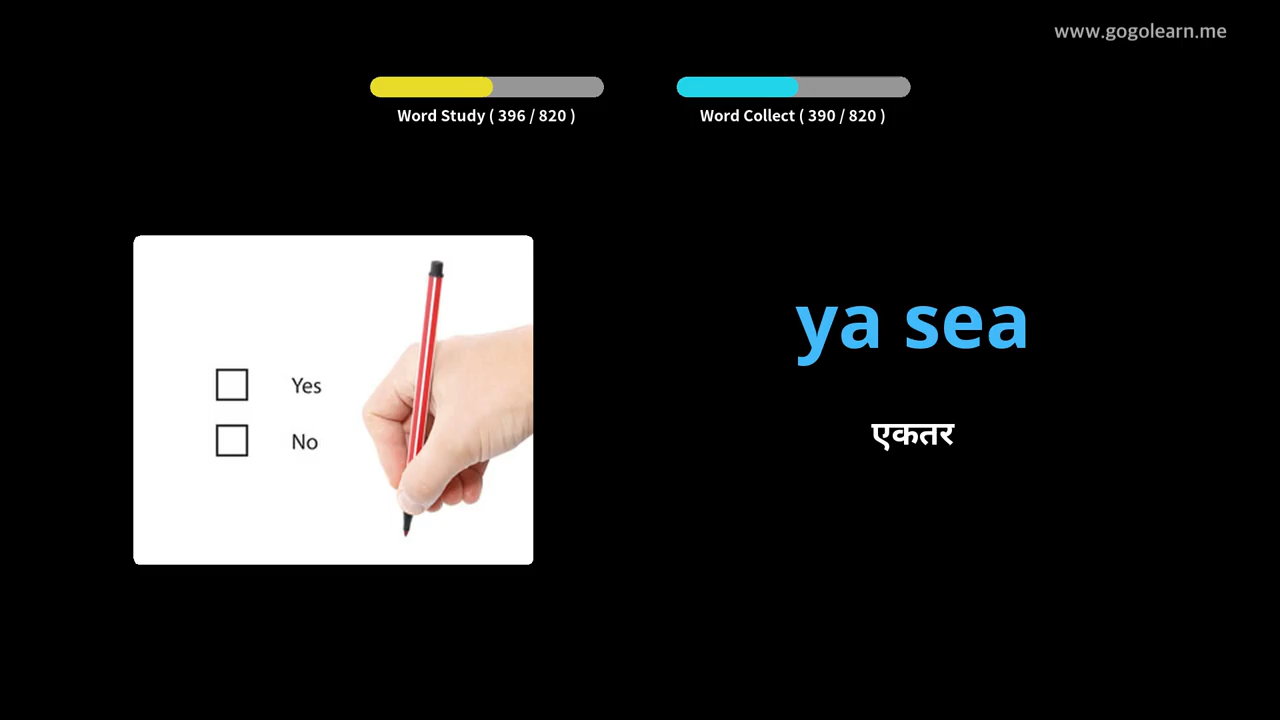 www.gogolearn.me
Word Study ( 396 / 820 )
Word Collect ( 390 / 820 )
Yes
No
ya sea
एकतर